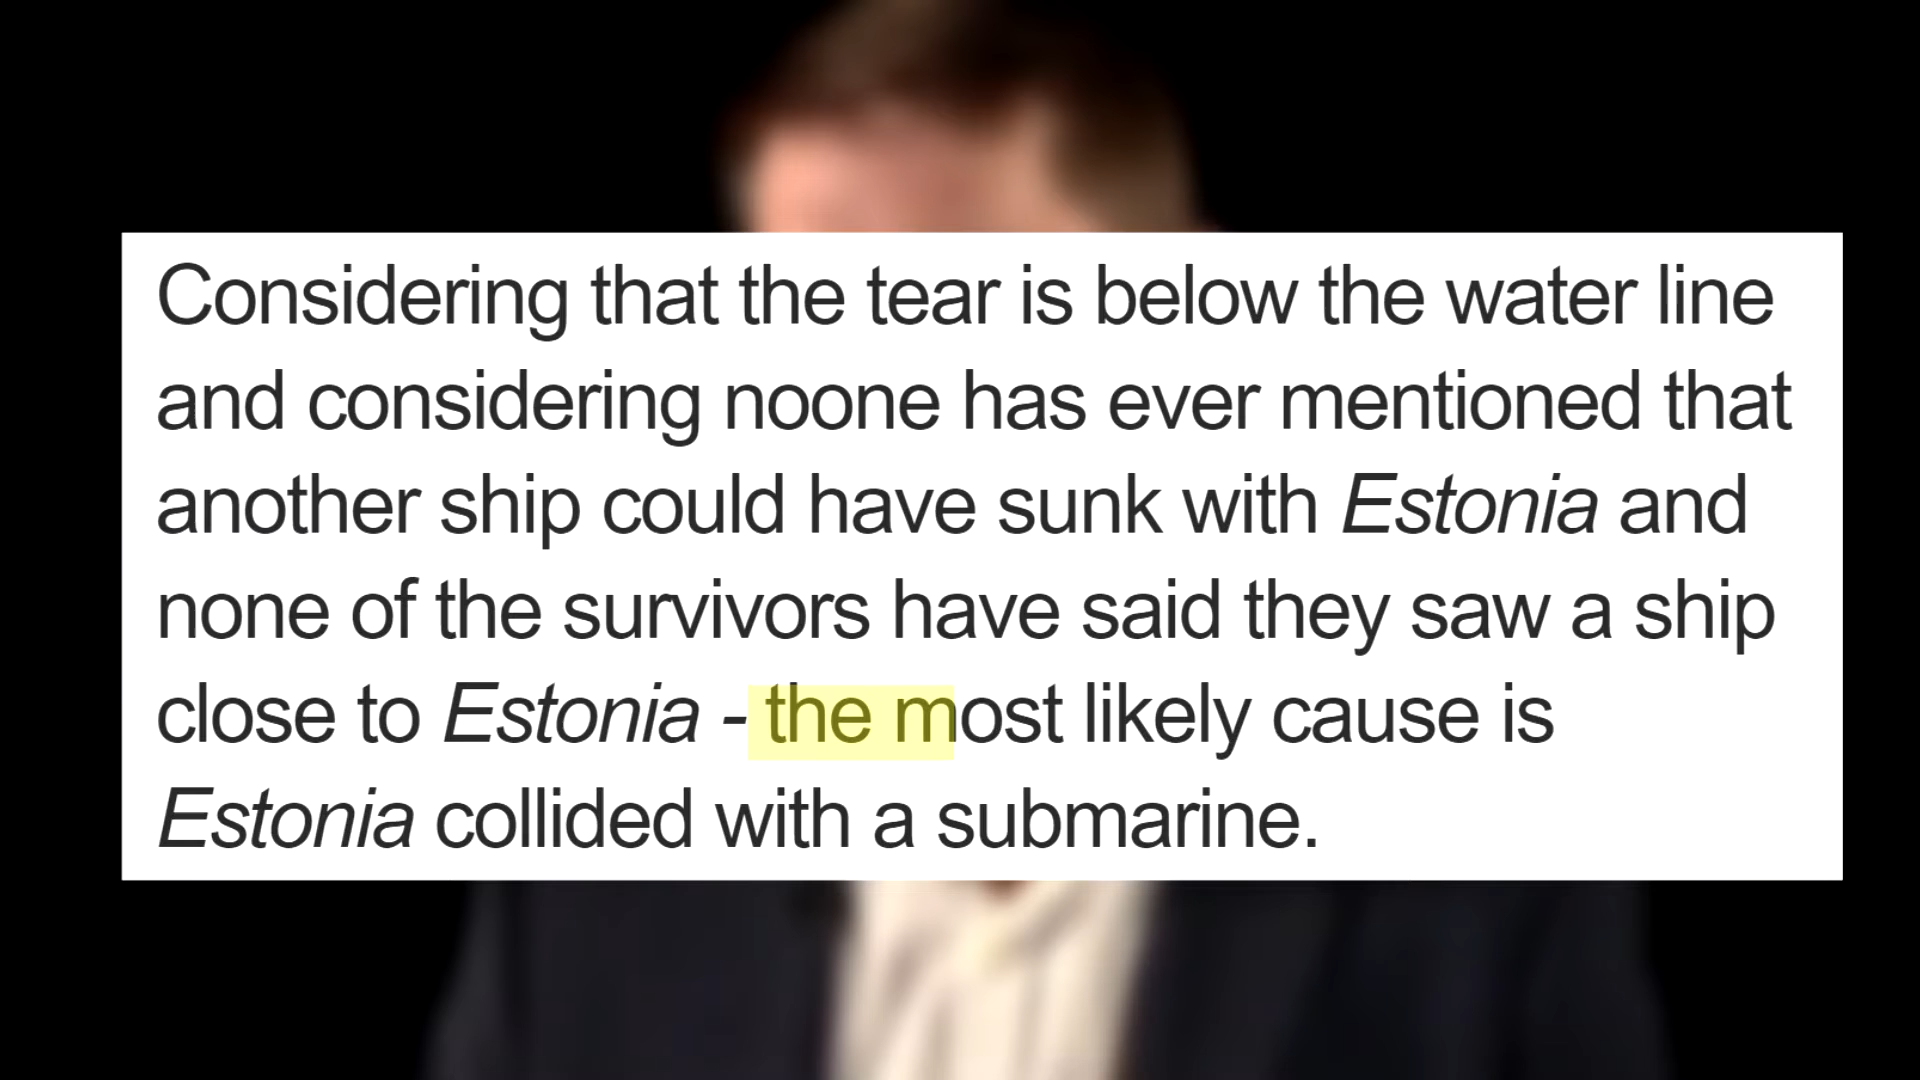 Considering that the tear is below the water line
and considering noone has ever mentioned that
another ship could have sunk with Estonia and
none of the survivors have said they saw a ship
close to Estonia - the most likely cause is
Estonia collided with a submarine.